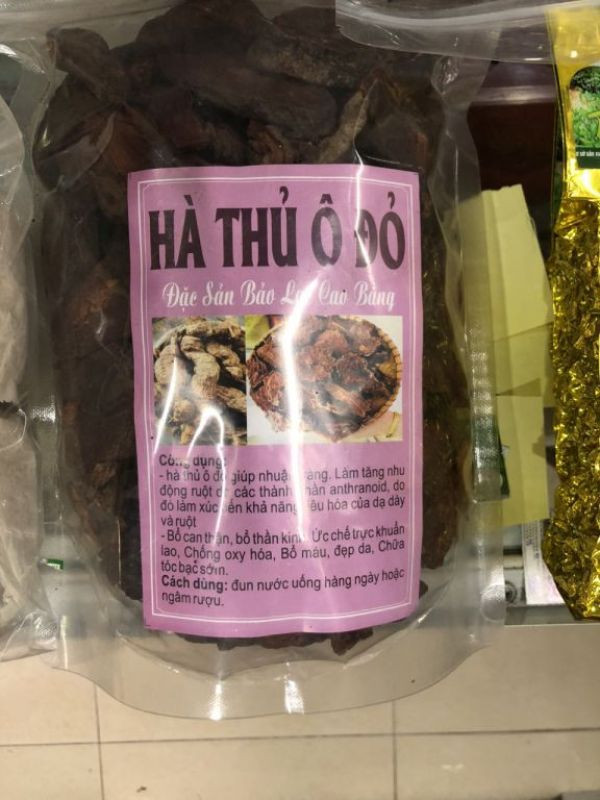 HÀ THỦ Ô ĐỎ
Đặc Sản Bảo Cao Bằng
Công dụng:
- hà thủ ô đỏ giúp nhuận tràng. Làm tăng nhu
động ruột do các thành phần anthranoid, do
đó làm xúc tiến khả năng tiêu hóa của dạ dày
và ruột
- Bổ can thận, bổ thần kinh. Ức chế trực khuẩn
lao, Chống oxy hóa, Bổ máu, đẹp da, Chữa
tóc bạc sớm.
Cách dùng: đun nước uống hàng ngày hoặc
ngâm rượu.